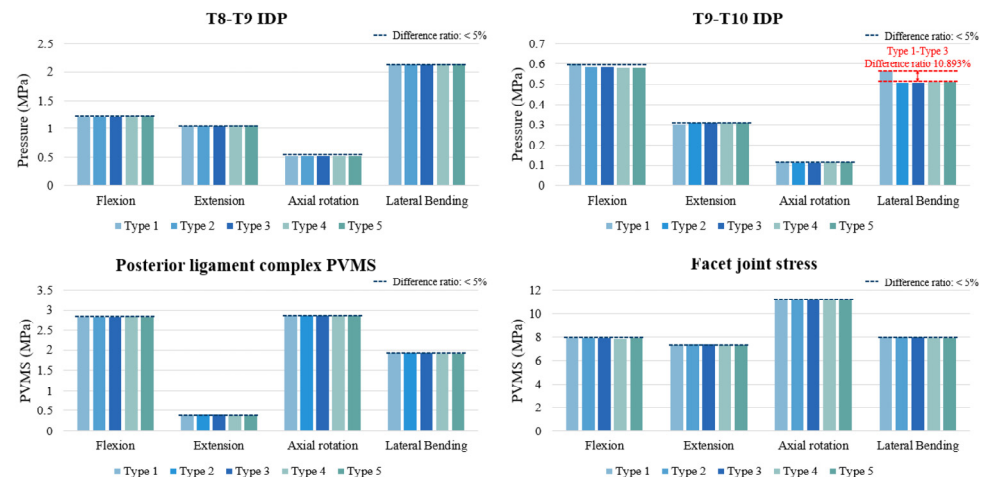 T8-T9 IDP
Difference ratio: < 5%
Pressure (MPa)
2.5
2
1.5
1
0.5
0
Flexion Extension Axial rotation Lateral Bending
Type 1 Type 2 Type 3 Type 4 Type 5
T9-T10 IDP
Difference ratio: < 5%
Type 1-Type 3
Difference ratio 10.893%
Pressure (MPa)
0.7
0.6
0.5
0.4
0.3
0.2
0.1
0
Flexion Extension Axial rotation Lateral Bending
Type 1 Type 2 Type 3 Type 4 Type 5
Posterior ligament complex PVMS
Difference ratio: < 5%
PVMS (MPa)
3.5
3
2.5
2
1.5
1
0.5
0
Flexion Extension Axial rotation Lateral Bending
Type 1 Type 2 Type 3 Type 4 Type 5
Facet joint stress
Difference ratio: < 5%
PVMS (MPa)
12
10
8
6
4
2
0
Flexion Extension Axial rotation Lateral Bending
Type 1 Type 2 Type 3 Type 4 Type 5